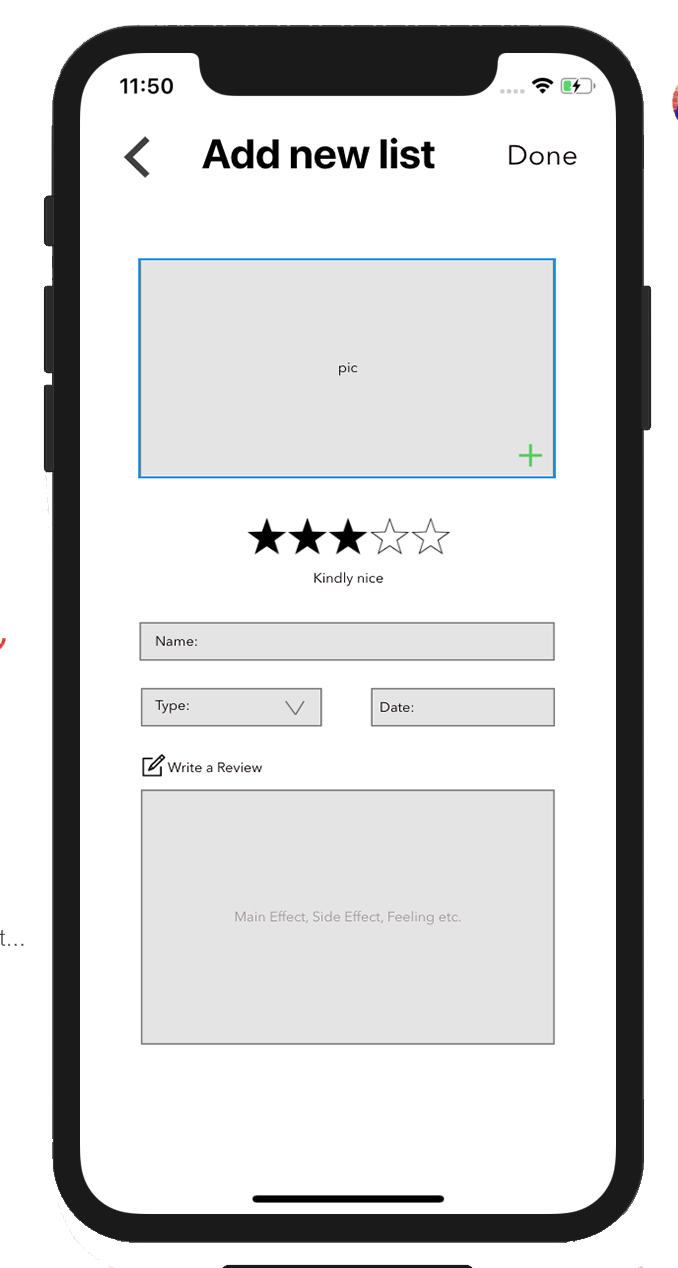 11:50
Add new list
Done
pic
Kindly nice
Name:
Type:
Date:
Write a Review
Main Effect, Side Effect, Feeling etc.
t...